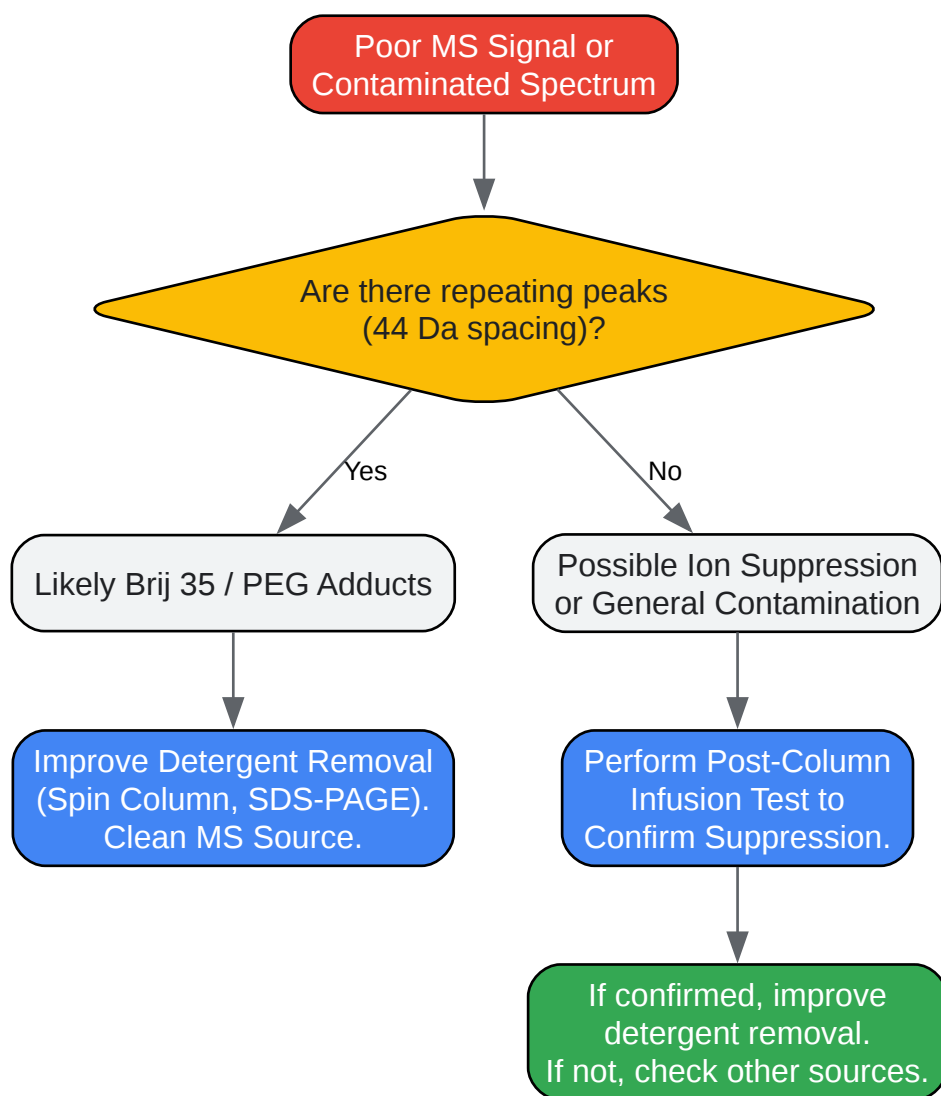 Poor MS Signal or
Contaminated Spectrum
Are there repeating peaks
(44 Da spacing)?
Yes
No
Likely Brij 35 / PEG Adducts
Possible Ion Suppression
or General Contamination
Improve Detergent Removal
(Spin Column, SDS-PAGE).
Clean MS Source.
Perform Post-Column
Infusion Test to
Confirm Suppression.
If confirmed, improve
detergent removal.
If not, check other sources.